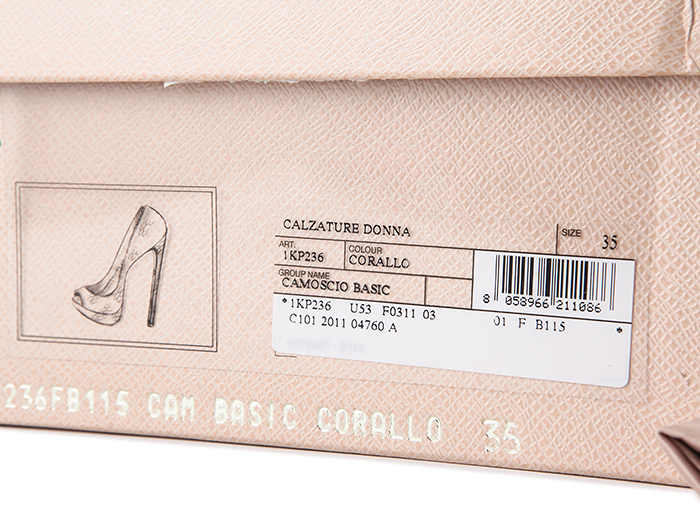 CALZATURE DONNA SIZE 35
ART. COLOUR
1KP236 CORALLO
GROUP NAME
CAMOSCIO BASIC
8 058966 211086
*1KP236 U53 F0311 03 01 F B115 *
C101 2011 04760 A
236FB115 CAM BASIC CORALLO 35